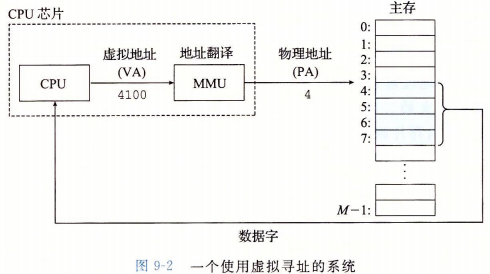 CPU 芯片
主存
虚拟地址
(VA)
地址翻译
物理地址
(PA)
CPU
4100
MMU
4
0:
1:
2:
3:
4:
5:
6:
7:
⋮
M-1:
数据字
图 9-2 一个使用虚拟寻址的系统